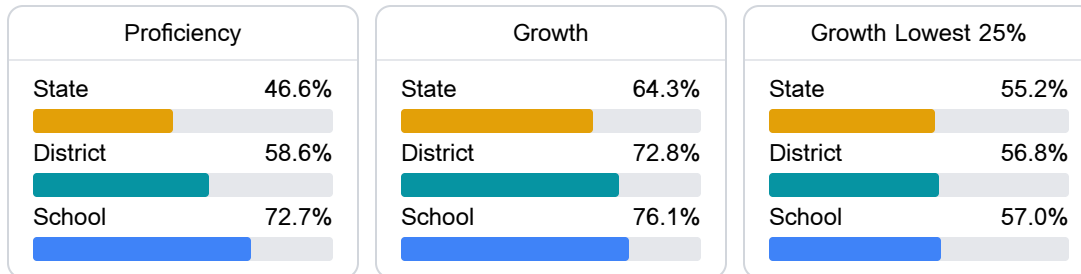 Proficiency
State 46.6%
District 58.6%
School 72.7%
Growth
State 64.3%
District 72.8%
School 76.1%
Growth Lowest 25%
State 55.2%
District 56.8%
School 57.0%